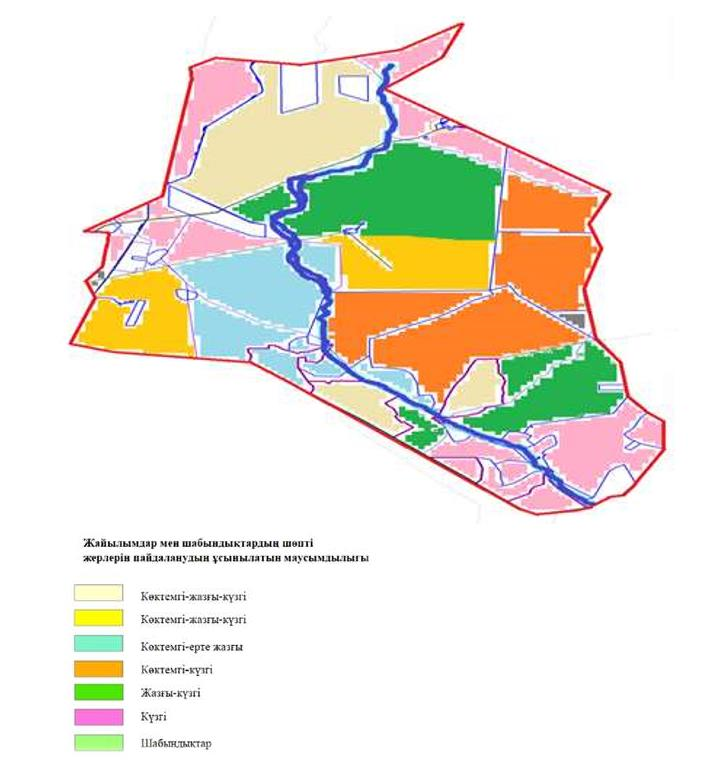 Жайылымдар мен шабындықтардың шөпті
жерлерін пайдаланудың ұсынылатын маусымдылығы
Көктемгі-жазғы-күзгі
Көктемгі-жазғы-күзгі
Көктемгі-ерте жазғы
Көктемгі-күзгі
Жазғы-күзгі
Күзгі
Шабындықтар